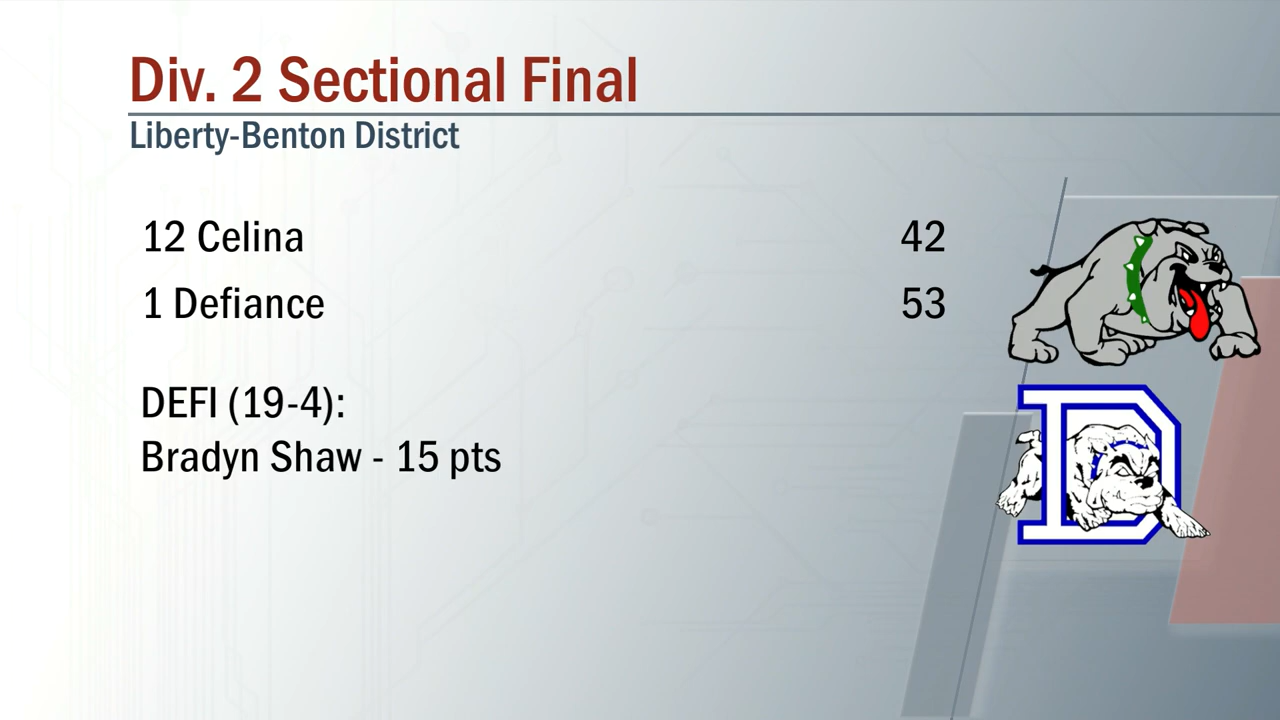 Div. 2 Sectional Final
Liberty-Benton District
12 Celina 42
1 Defiance 53
DEFI (19-4):
Bradyn Shaw - 15 pts
D